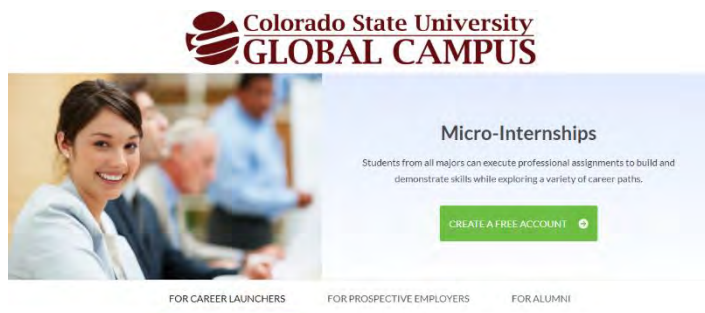 Colorado State University
GLOBAL CAMPUS
Micro-Internships
Students from all majors can execute professional assignments to build and
demonstrate skills while exploring a variety of career paths.
CREATE A FREE ACCOUNT
FOR CAREER LAUNCHERS
FOR PROSPECTIVE EMPLOYERS
FOR ALUMNI